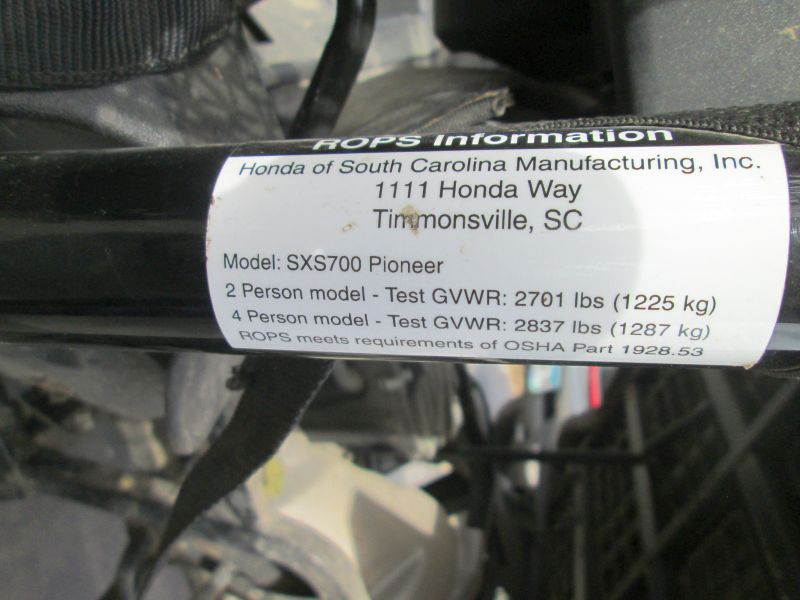 ROPS Information
Honda of South Carolina Manufacturing, Inc.
1111 Honda Way
Timmonsville, SC
Model: SXS700 Pioneer
2 Person model - Test GVWR: 2701 lbs (1225 kg)
4 Person model - Test GVWR: 2837 lbs (1287 kg)
ROPS meets requirements of OSHA Part 1928.53